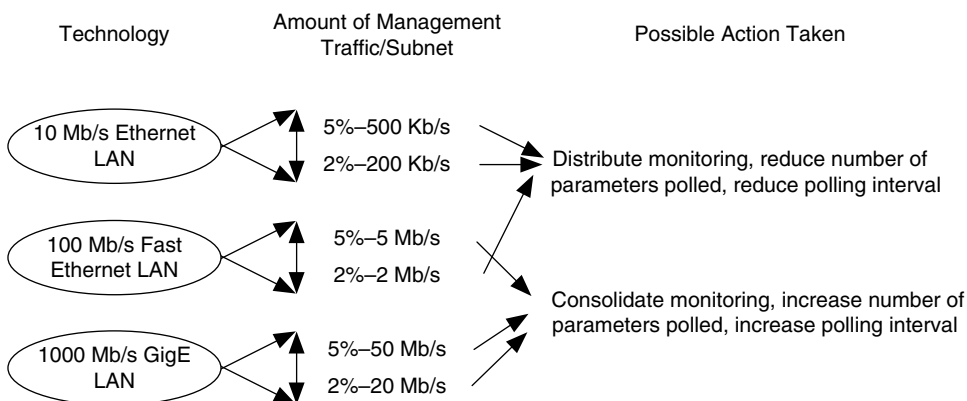 Technology
Amount of Management
Traffic/Subnet
Possible Action Taken
10 Mb/s Ethernet
LAN
5%–500 Kb/s
2%–200 Kb/s
Distribute monitoring, reduce number of
parameters polled, reduce polling interval
100 Mb/s Fast
Ethernet LAN
5%–5 Mb/s
2%–2 Mb/s
Consolidate monitoring, increase number of
parameters polled, increase polling interval
1000 Mb/s GigE
LAN
5%–50 Mb/s
2%–20 Mb/s